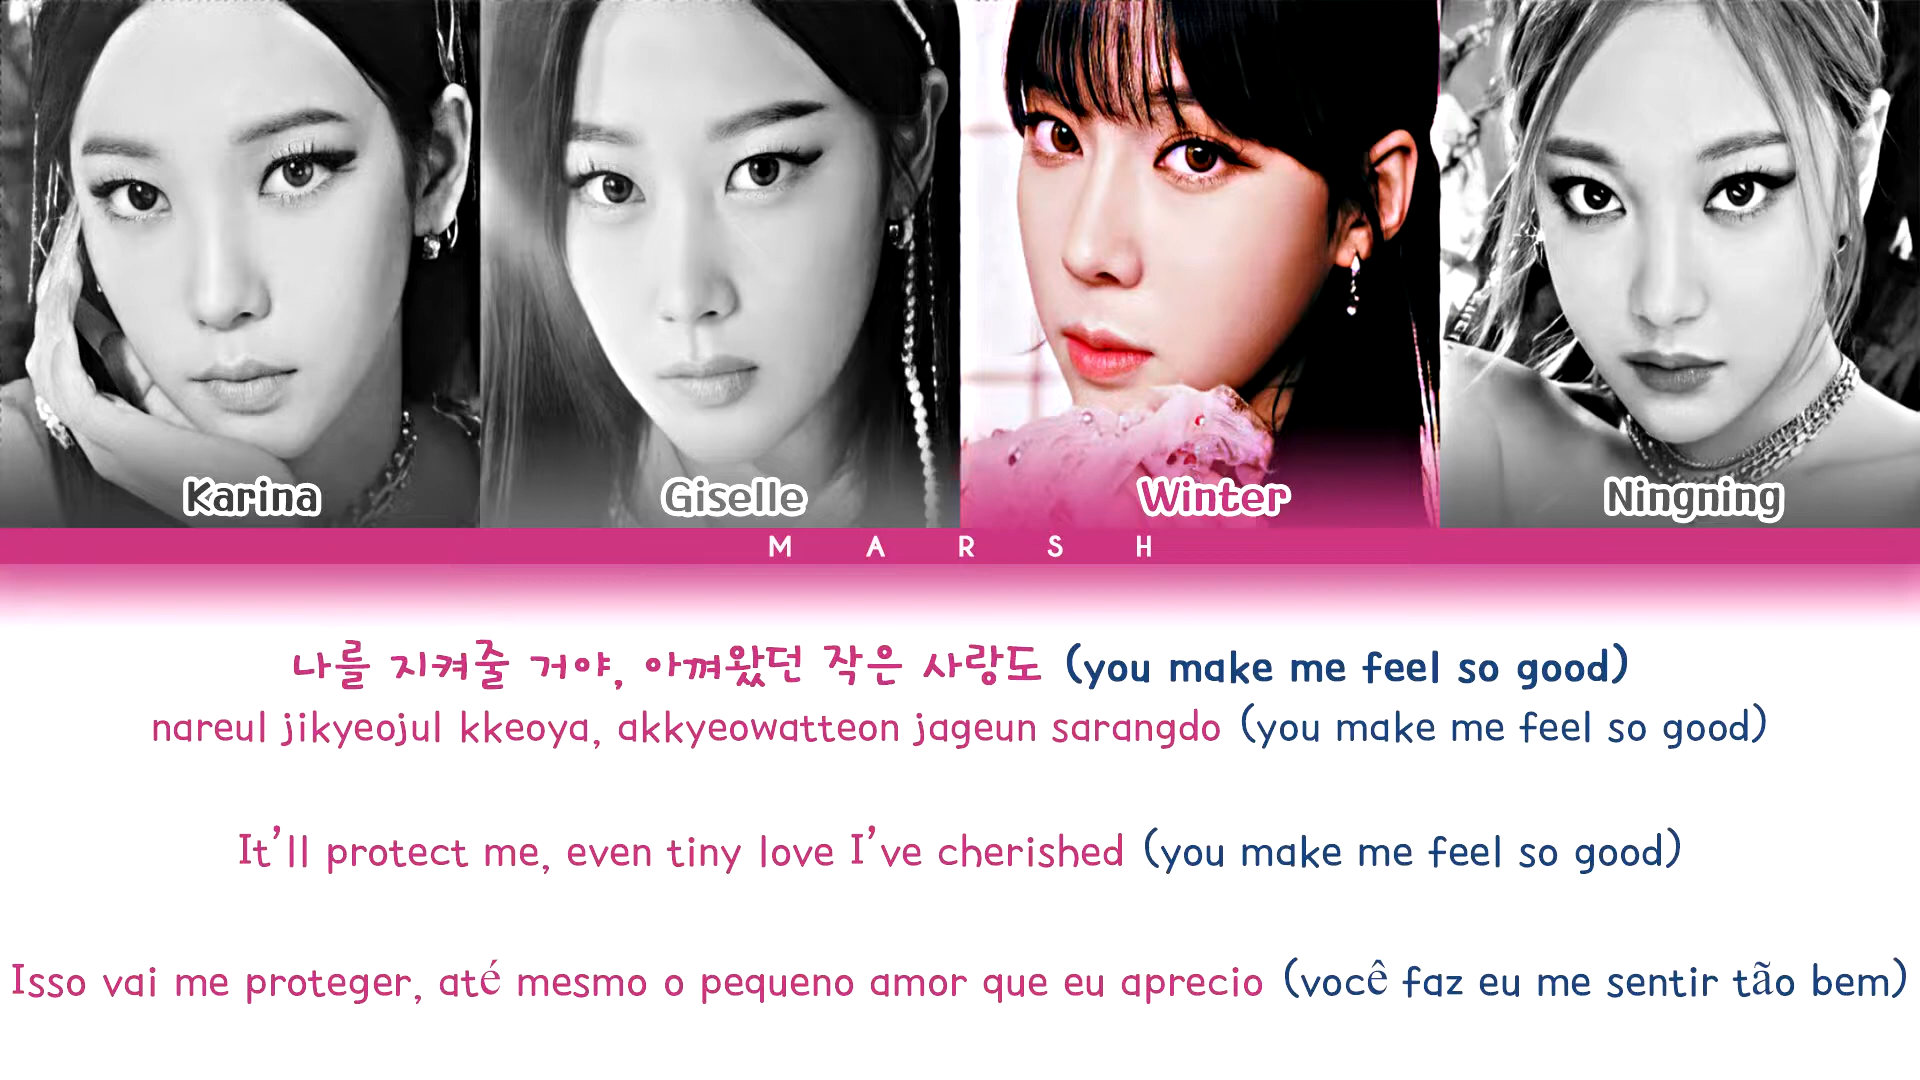 Karina Giselle Winter Ningning
MARSH
나를 지켜줄 거야, 아껴왔던 작은 사랑도 (you make me feel so good)
nareul jikyeojul kkeoya, akkyeowatteon jageun sarangdo (you make me feel so good)
It'll protect me, even tiny love I've cherished (you make me feel so good)
Isso vai me proteger, até mesmo o pequeno amor que eu aprecio (você faz eu me sentir tão bem)